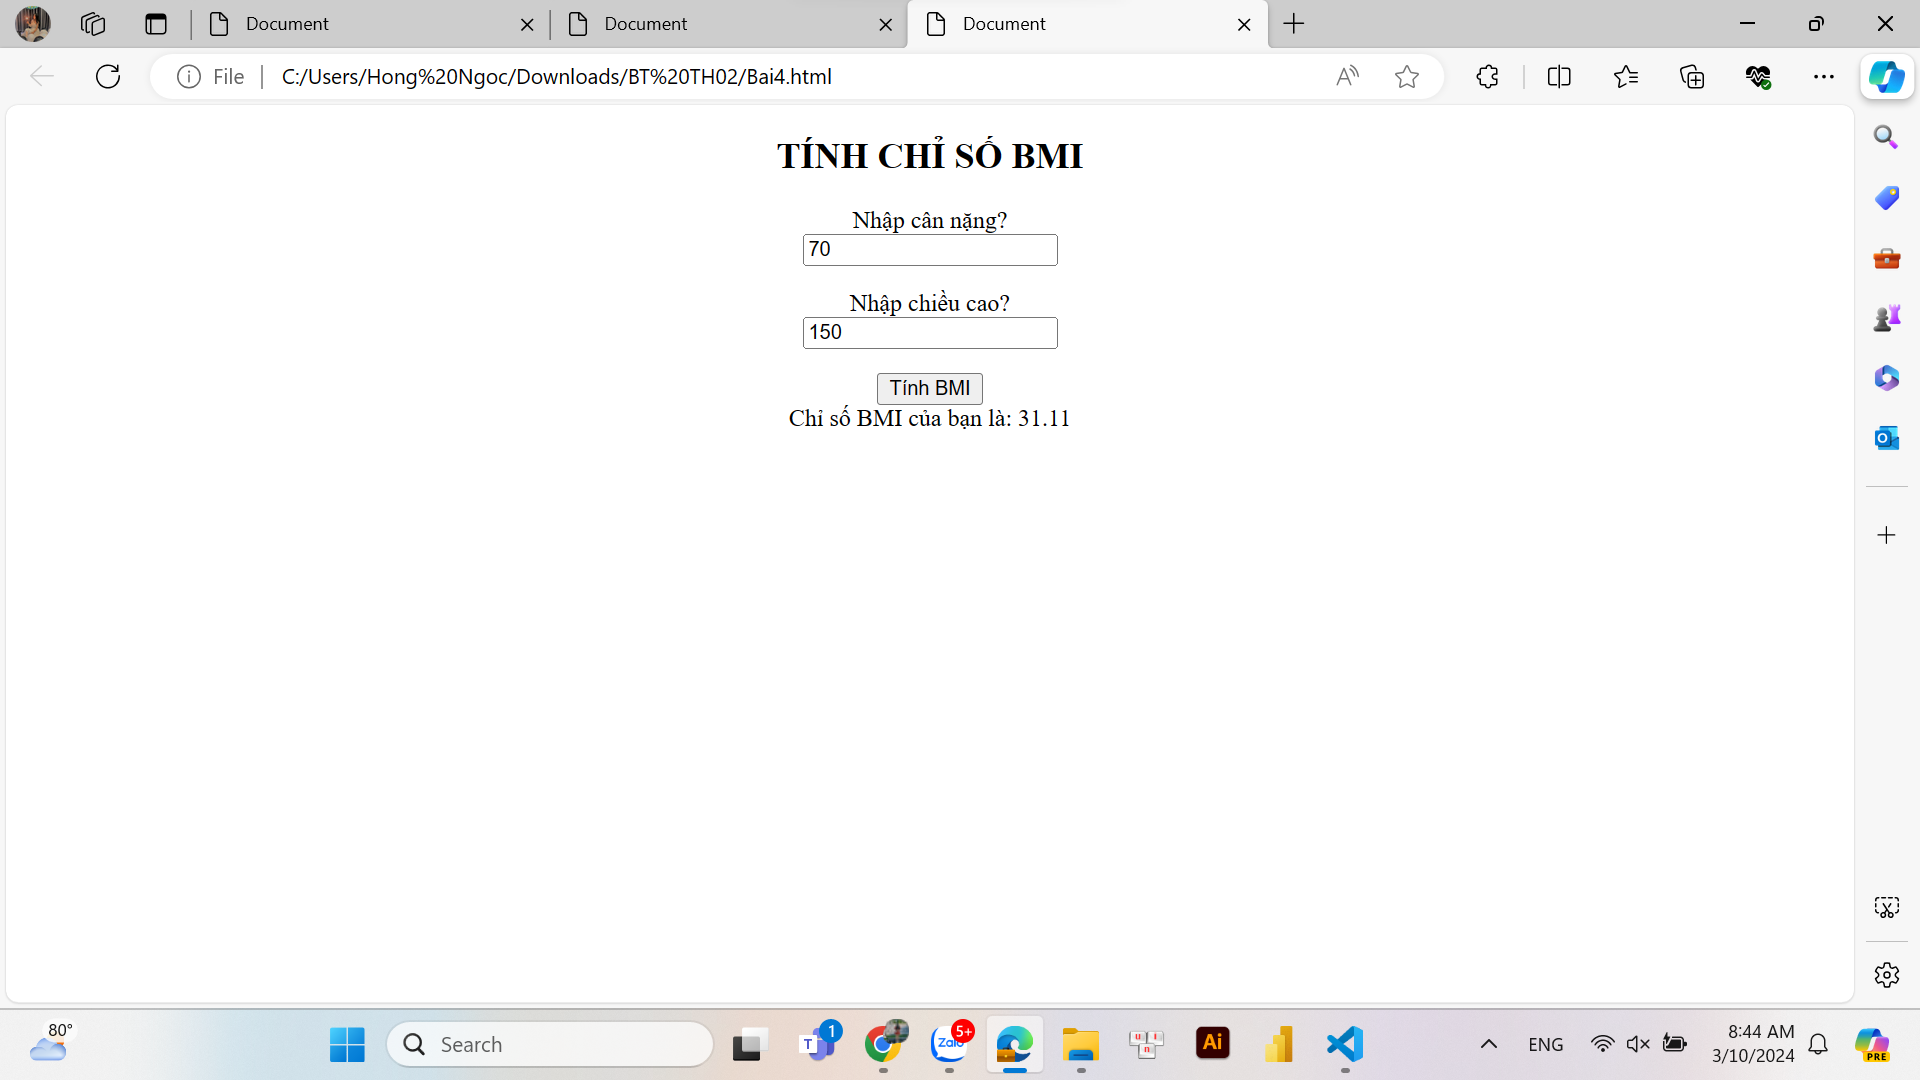 Document
Document
Document
File
C:/Users/Hong%20Ngoc/Downloads/BT%20TH02/Bai4.html
TÍNH CHỈ SỐ BMI
Nhập cân nặng?
70
Nhập chiều cao?
150
Tính BMI
Chỉ số BMI của bạn là: 31.11
80°
Search
T
1
Zalo
5+
u
i
n
Ai
ENG
8:44 AM
3/10/2024
PRE